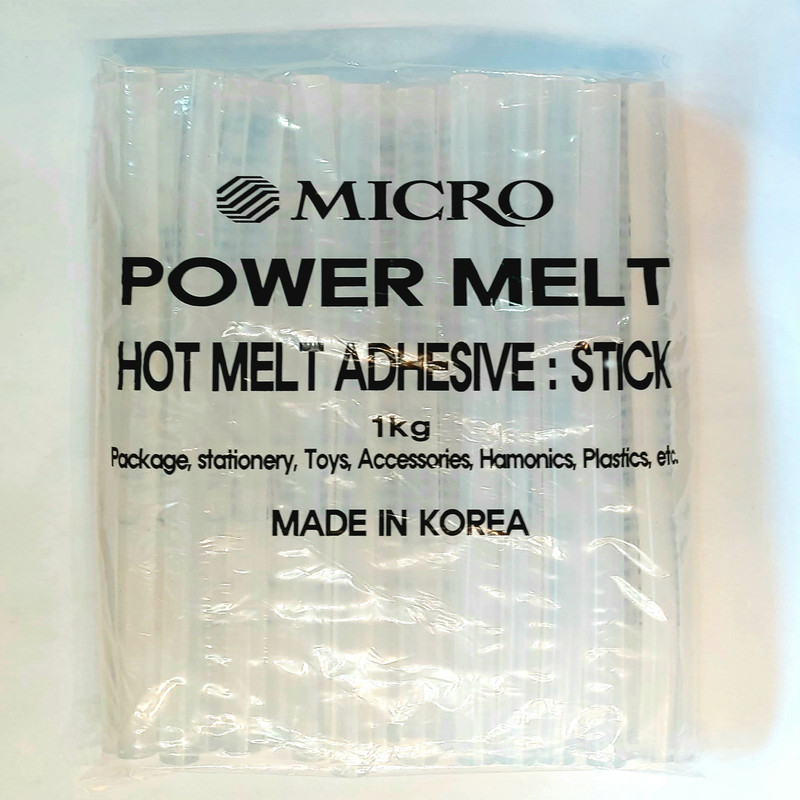 MICRO
POWER MELT
HOT MELT ADHESIVE : STICK
1kg
Package, stationery, Toys, Accessories, Hamonics, Plastics, etc.
MADE IN KOREA